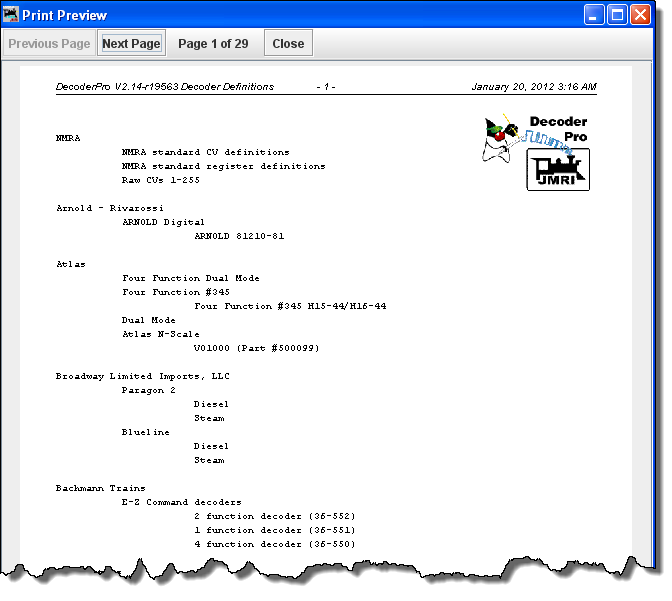 Print Preview
Previous Page Next Page Page 1 of 29 Close
DecoderPro V2.14-r19563 Decoder Definitions - 1 - January 20, 2012 3:16 AM
Decoder
Pro
JMRI
NMRA
NMRA standard CV definitions
NMRA standard register definitions
Raw CVs 1-255
Arnold - Rivarossi
ARNOLD Digital
ARNOLD 81210-81
Atlas
Four Function Dual Mode
Four Function #345
Four Function #345 H15-44/H16-44
Dual Mode
Atlas N-Scale
VO1000 (Part #500099)
Broadway Limited Imports, LLC
Paragon 2
Diesel
Steam
Blueline
Diesel
Steam
Bachmann Trains
E-Z Command decoders
2 function decoder (36-552)
1 function decoder (36-551)
4 function decoder (36-550)